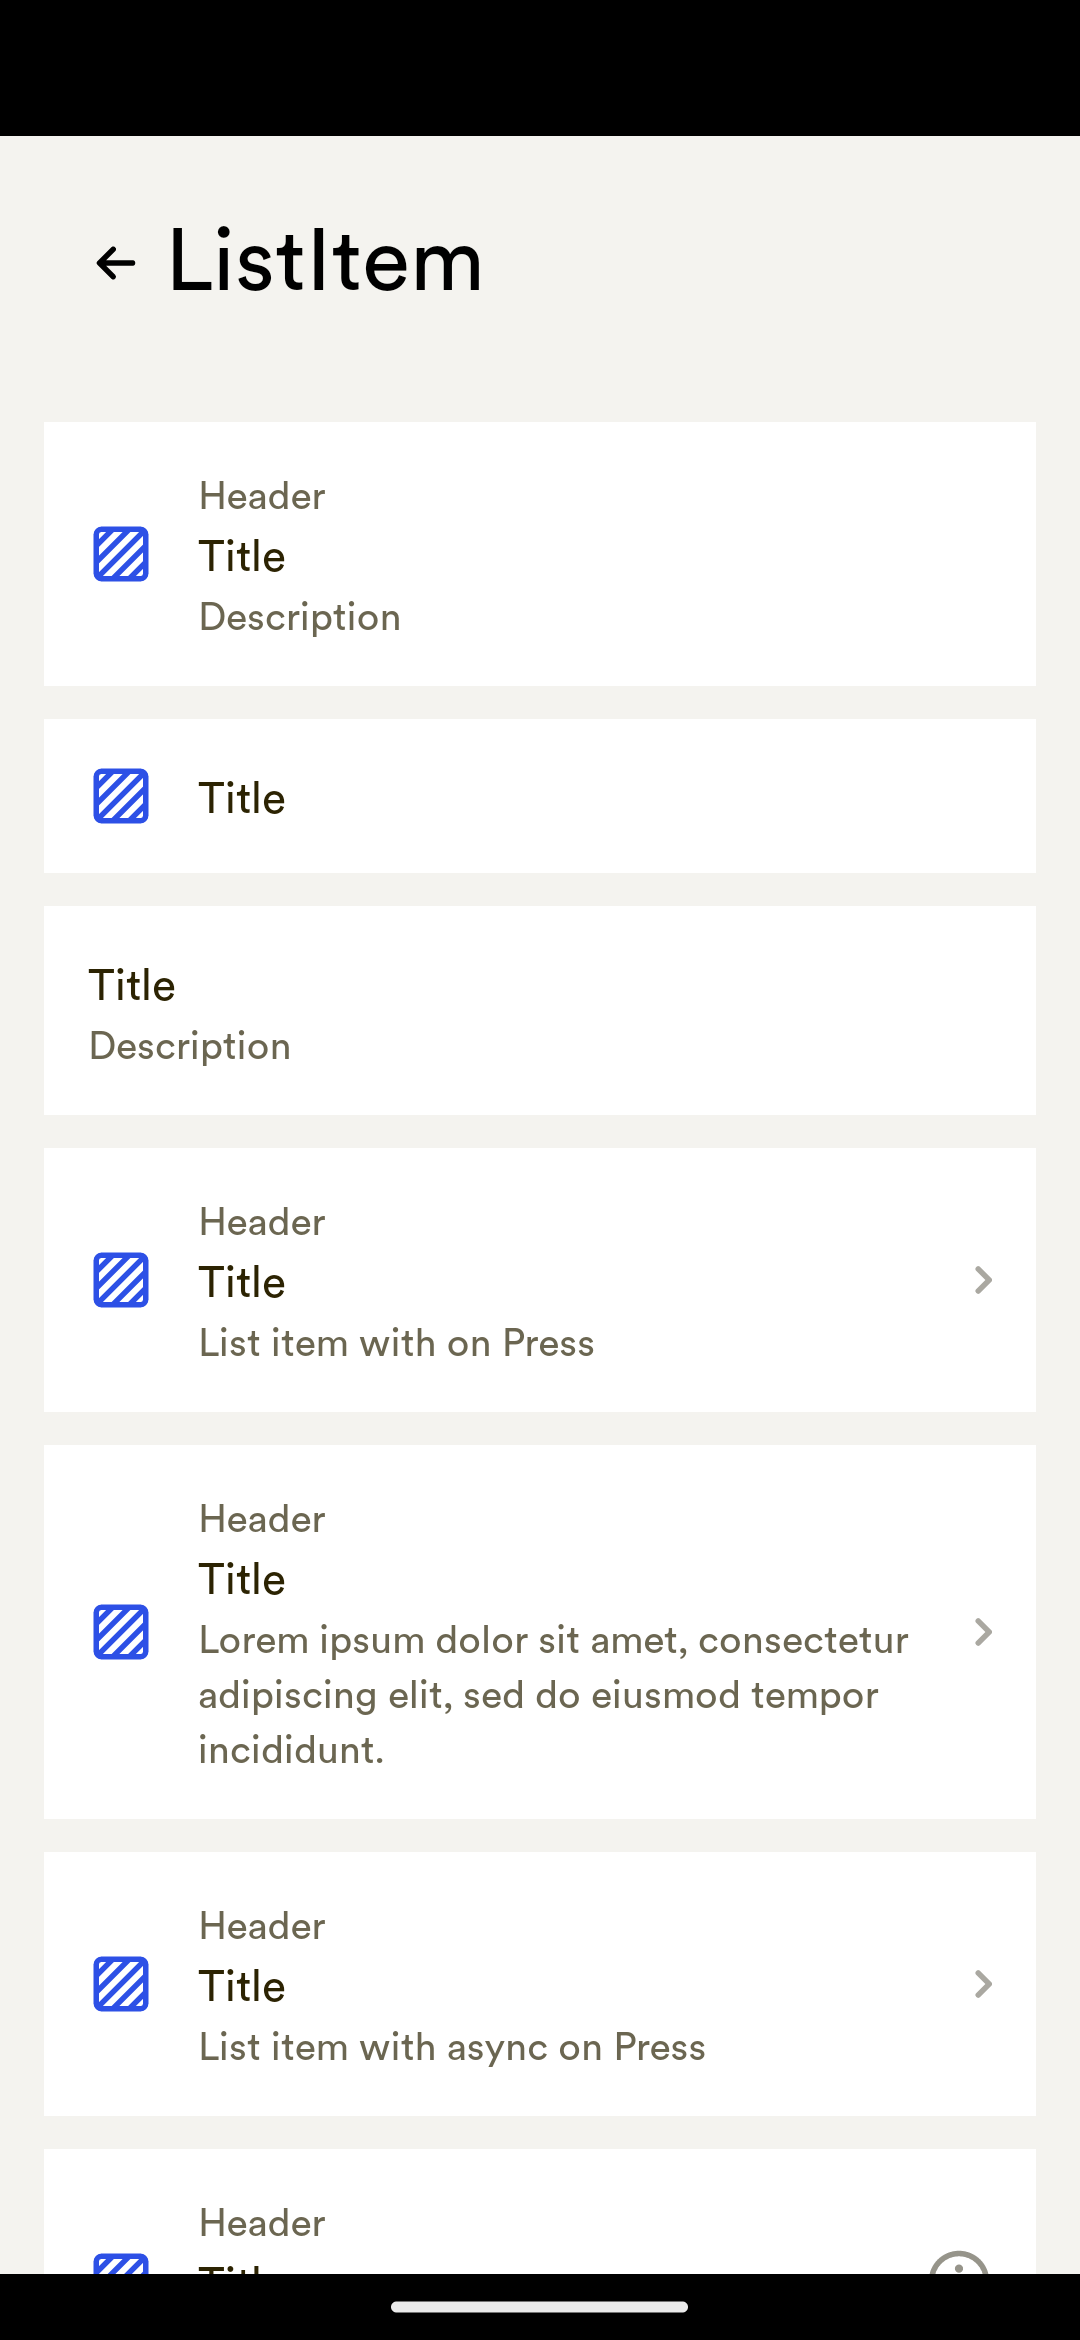 ListItem
Header
Title
Description
Title
Title
Description
Header
Title
List item with on Press
Header
Title
Lorem ipsum dolor sit amet, consectetur
adipiscing elit, sed do eiusmod tempor
incididunt.
Header
Title
List item with async on Press
Header
Title